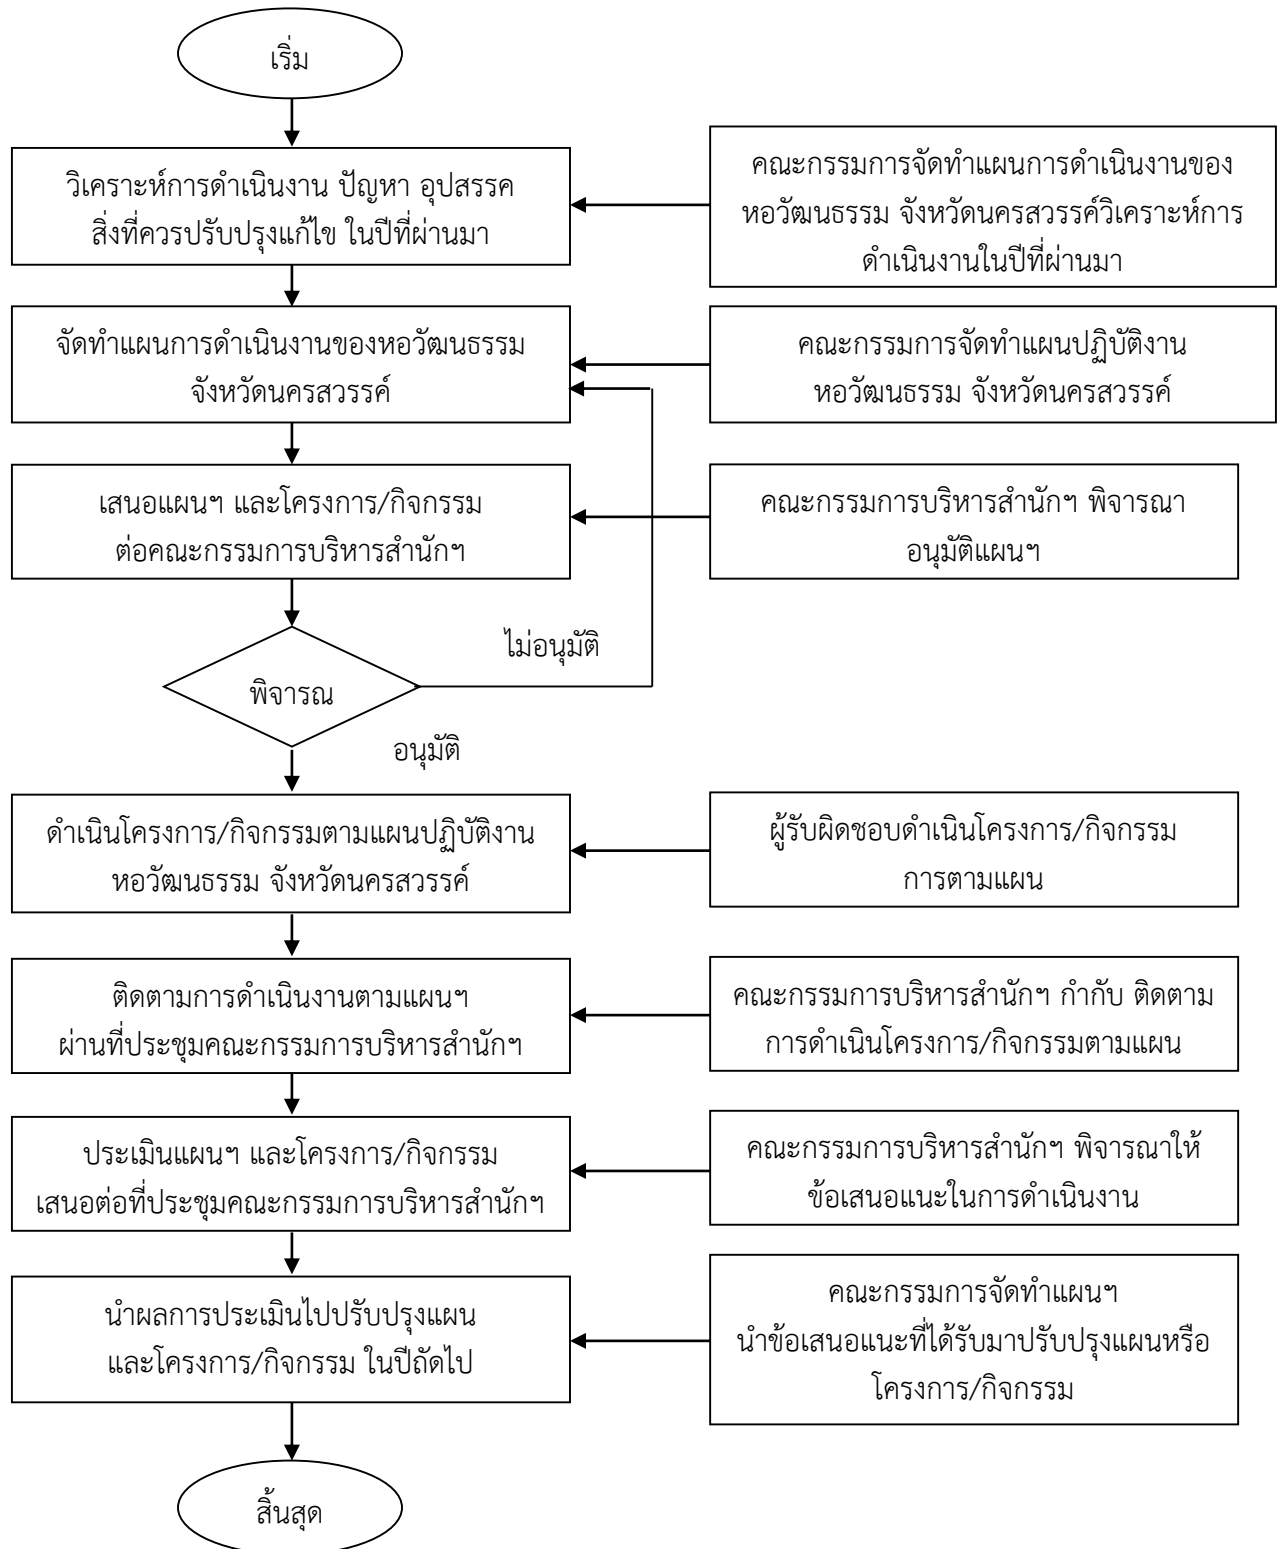 เริ่ม
วิเคราะห์การดำเนินงาน ปัญหา อุปสรรค
สิ่งที่ควรปรับปรุงแก้ไข ในปีที่ผ่านมา
คณะกรรมการจัดทำแผนการดำเนินงานของ
หอวัฒนธรรม จังหวัดนครสวรรค์วิเคราะห์การ
ดำเนินงานในปีที่ผ่านมา
จัดทำแผนการดำเนินงานของหอวัฒนธรรม
จังหวัดนครสวรรค์
คณะกรรมการจัดทำแผนปฏิบัติงาน
หอวัฒนธรรม จังหวัดนครสวรรค์
เสนอแผนฯ และโครงการ/กิจกรรม
ต่อคณะกรรมการบริหารสำนักฯ
คณะกรรมการบริหารสำนักฯ พิจารณา
อนุมัติแผนฯ
ไม่อนุมัติ
พิจารณ
อนุมัติ
ดำเนินโครงการ/กิจกรรมตามแผนปฏิบัติงาน
หอวัฒนธรรม จังหวัดนครสวรรค์
ผู้รับผิดชอบดำเนินโครงการ/กิจกรรม
การตามแผน
ติดตามการดำเนินงานตามแผนฯ
ผ่านที่ประชุมคณะกรรมการบริหารสำนักฯ
คณะกรรมการบริหารสำนักฯ กำกับ ติดตาม
การดำเนินโครงการ/กิจกรรมตามแผน
ประเมินแผนฯ และโครงการ/กิจกรรม
เสนอต่อที่ประชุมคณะกรรมการบริหารสำนักฯ
คณะกรรมการบริหารสำนักฯ พิจารณาให้
ข้อเสนอแนะในการดำเนินงาน
นำผลการประเมินไปปรับปรุงแผน
และโครงการ/กิจกรรม ในปีถัดไป
คณะกรรมการจัดทำแผนฯ
นำข้อเสนอแนะที่ได้รับมาปรับปรุงแผนหรือ
โครงการ/กิจกรรม
สิ้นสุด